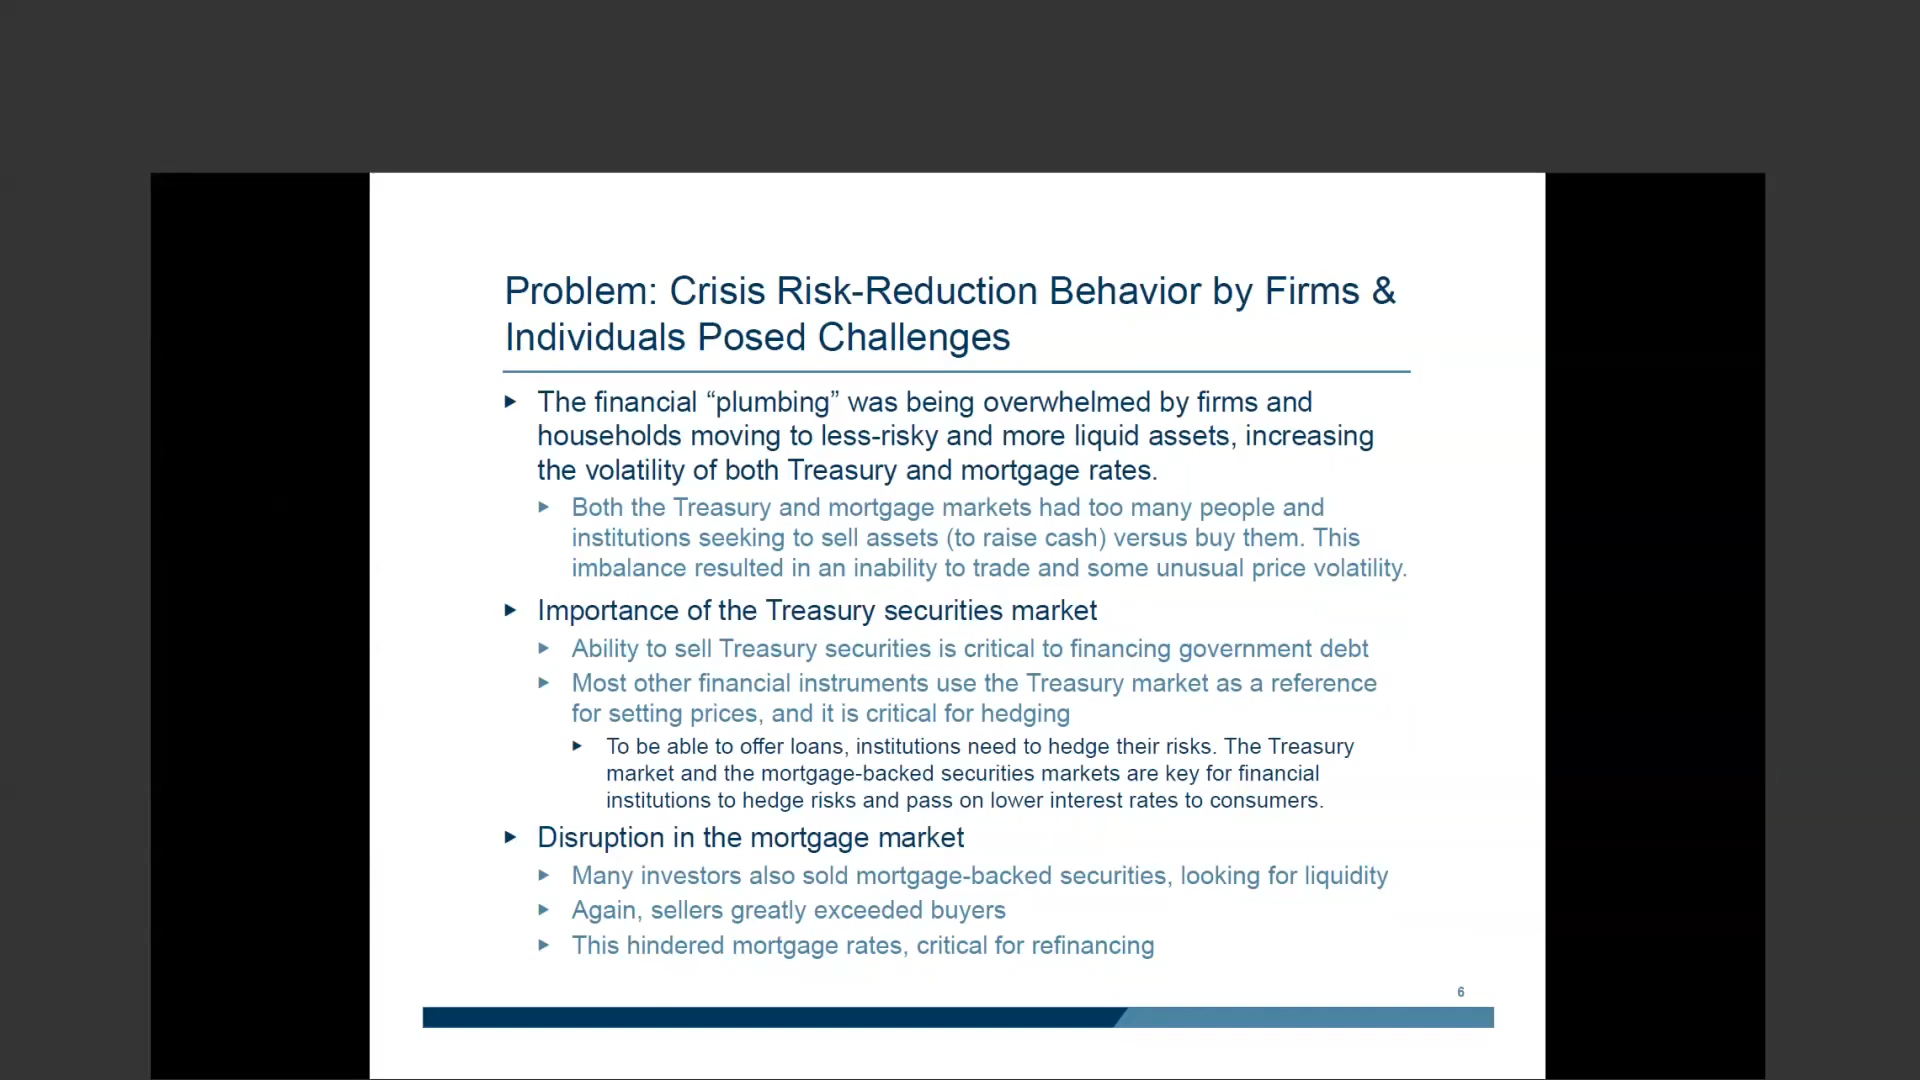 Problem: Crisis Risk-Reduction Behavior by Firms &
Individuals Posed Challenges
The financial “plumbing” was being overwhelmed by firms and
households moving to less-risky and more liquid assets, increasing
the volatility of both Treasury and mortgage rates.
Both the Treasury and mortgage markets had too many people and
institutions seeking to sell assets (to raise cash) versus buy them. This
imbalance resulted in an inability to trade and some unusual price volatility.
Importance of the Treasury securities market
Ability to sell Treasury securities is critical to financing government debt
Most other financial instruments use the Treasury market as a reference
for setting prices, and it is critical for hedging
To be able to offer loans, institutions need to hedge their risks. The Treasury
market and the mortgage-backed securities markets are key for financial
institutions to hedge risks and pass on lower interest rates to consumers.
Disruption in the mortgage market
Many investors also sold mortgage-backed securities, looking for liquidity
Again, sellers greatly exceeded buyers
This hindered mortgage rates, critical for refinancing
6